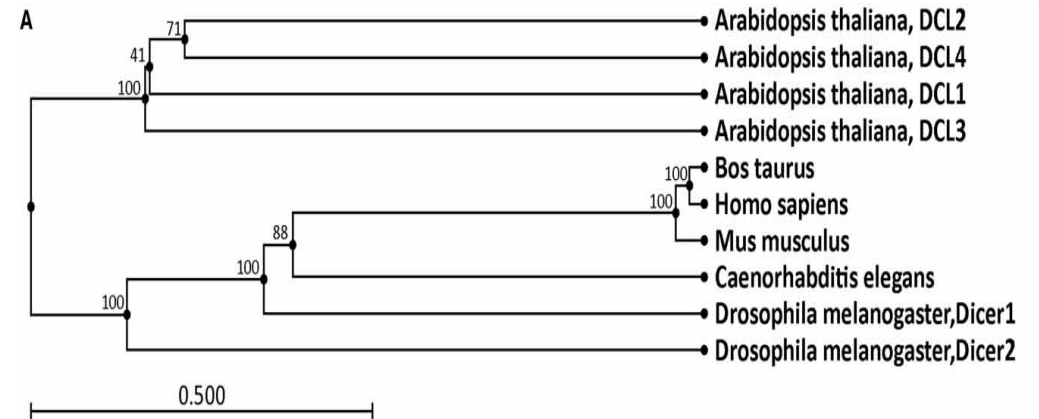 A
71
Arabidopsis thaliana, DCL2
41
Arabidopsis thaliana, DCL4
100
Arabidopsis thaliana, DCL1
Arabidopsis thaliana, DCL3
100
Bos taurus
100
Homo sapiens
88
Mus musculus
100
Caenorhabditis elegans
100
Drosophila melanogaster,Dicer1
Drosophila melanogaster,Dicer2
0.500